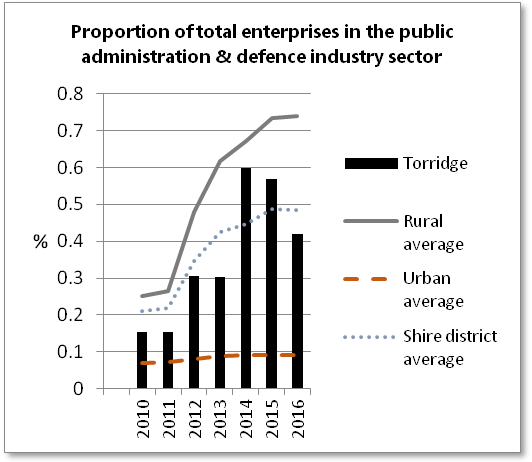 Proportion of total enterprises in the public
administration & defence industry sector
0.8
0.7
0.6
0.5
0.4
0.3
0.2
0.1
0
%
2010
2011
2012
2013
2014
2015
2016
Torridge
Rural
average
Urban
average
Shire district
average